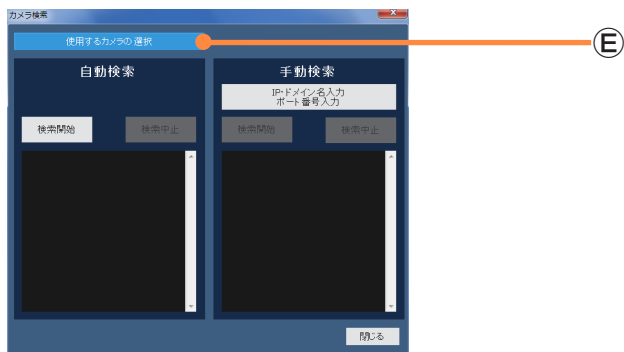 カメラ検索
使用するカメラの選択
Ⓔ
自動検索
検索開始
検索中止
手動検索
IP・ドメイン名入力
ポート番号入力
検索開始
検索中止
閉じる